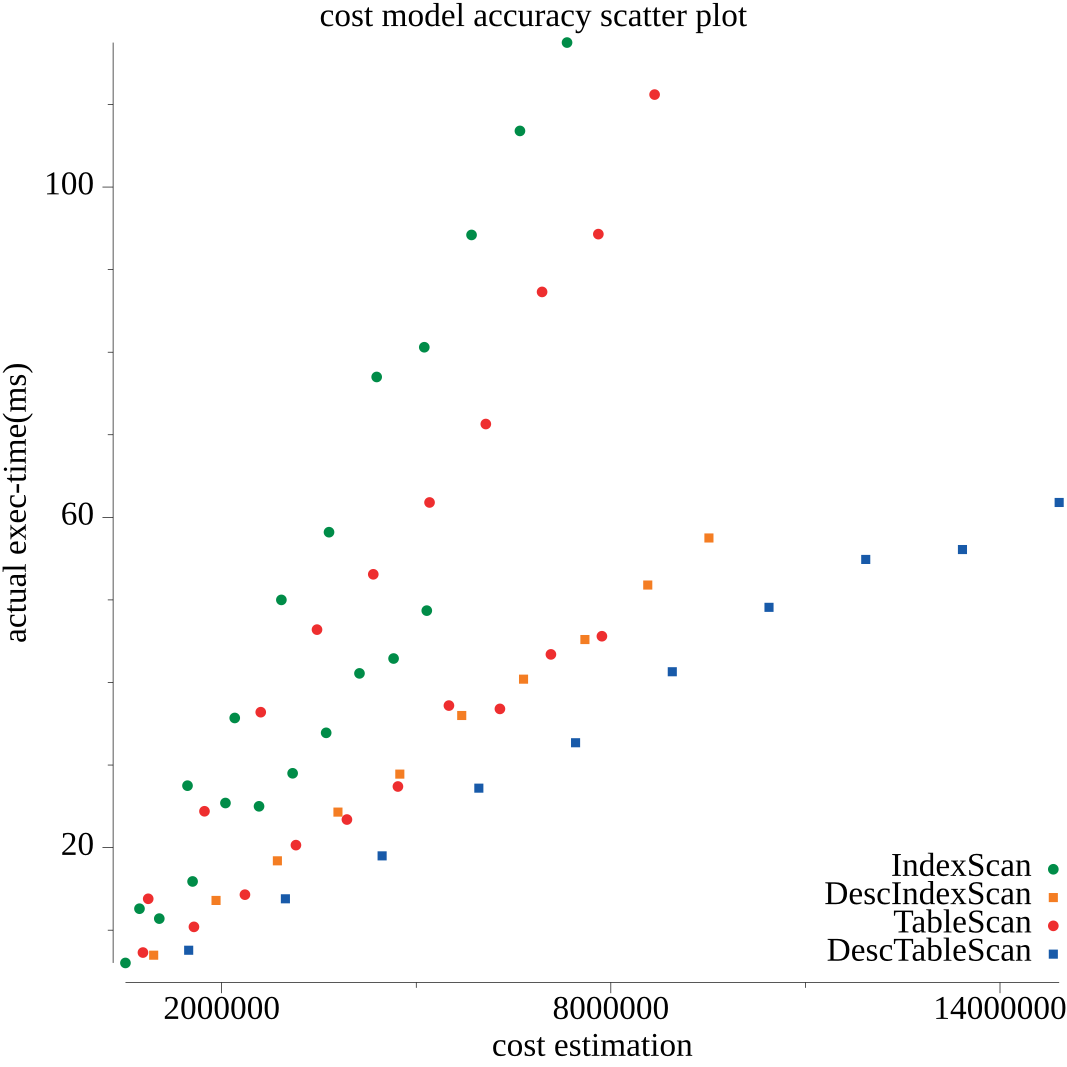 cost model accuracy scatter plot
100
60
20
actual exec-time(ms)
IndexScan
DescIndexScan
TableScan
DescTableScan
2000000
8000000
14000000
cost estimation